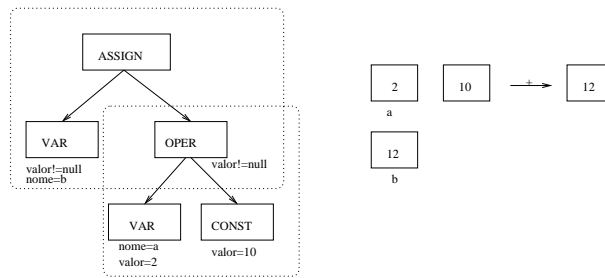 ASSIGN
VAR
valor!=null
nome=b
OPER
valor!=null
VAR
nome=a
valor=2
CONST
valor=10
2
10
+
12
a
12
b